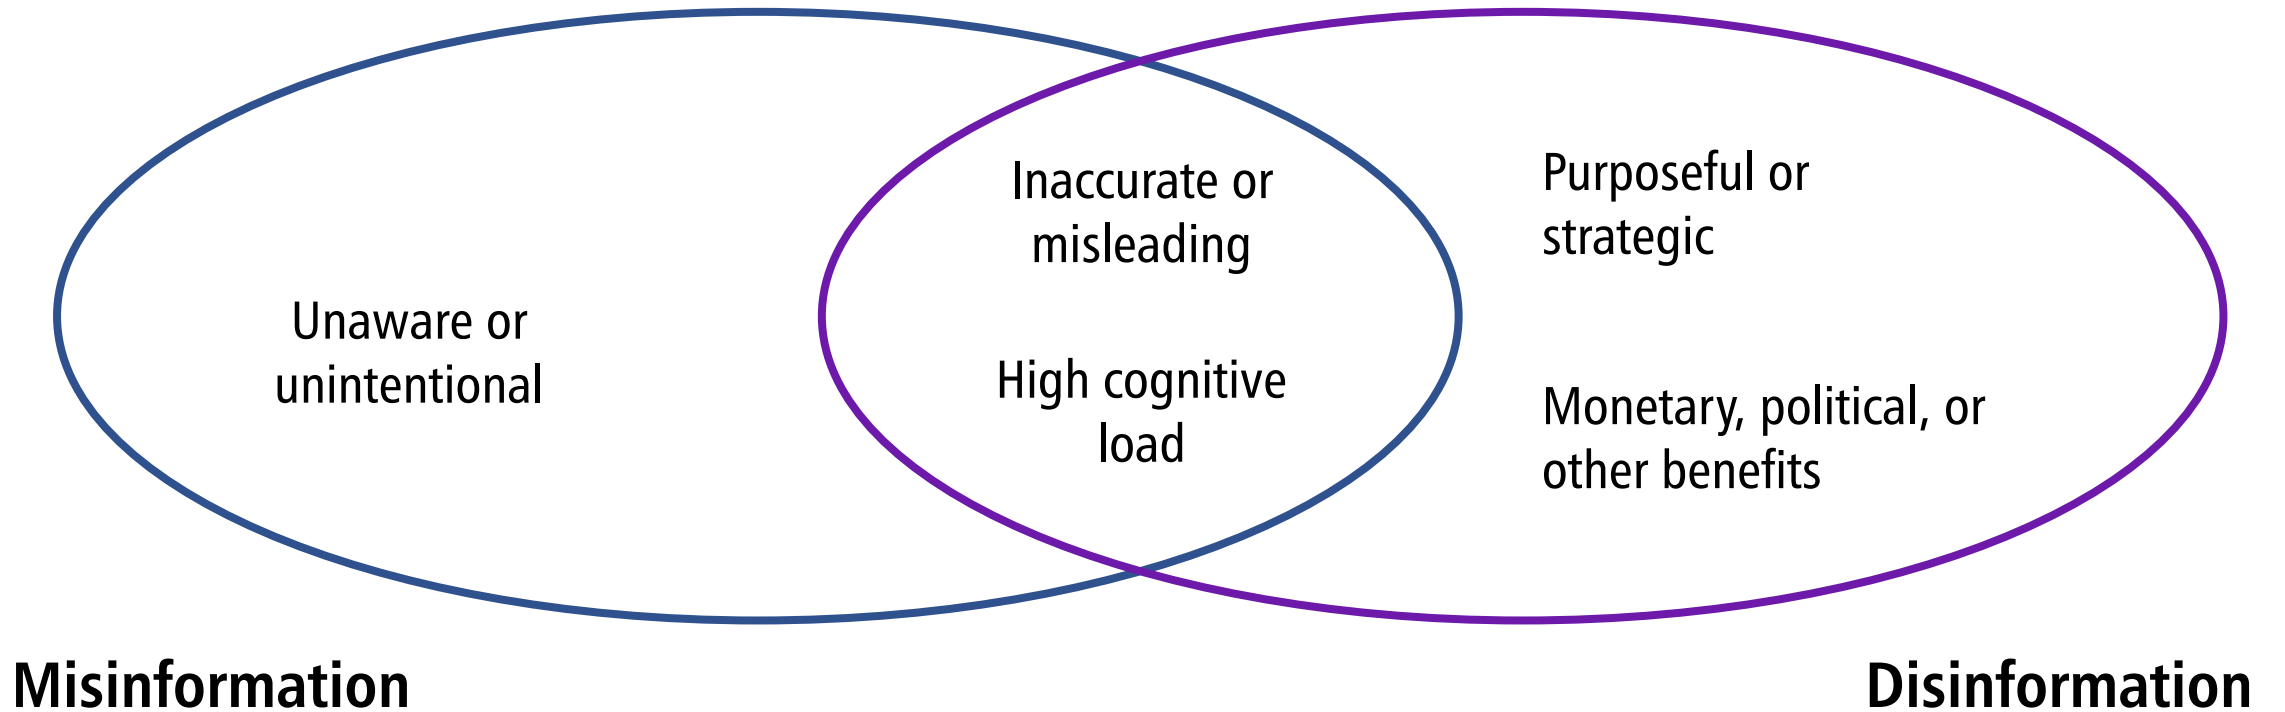 Unaware or
unintentional
Inaccurate or
misleading
High cognitive
load
Purposeful or
strategic
Monetary, political, or
other benefits
Misinformation
Disinformation